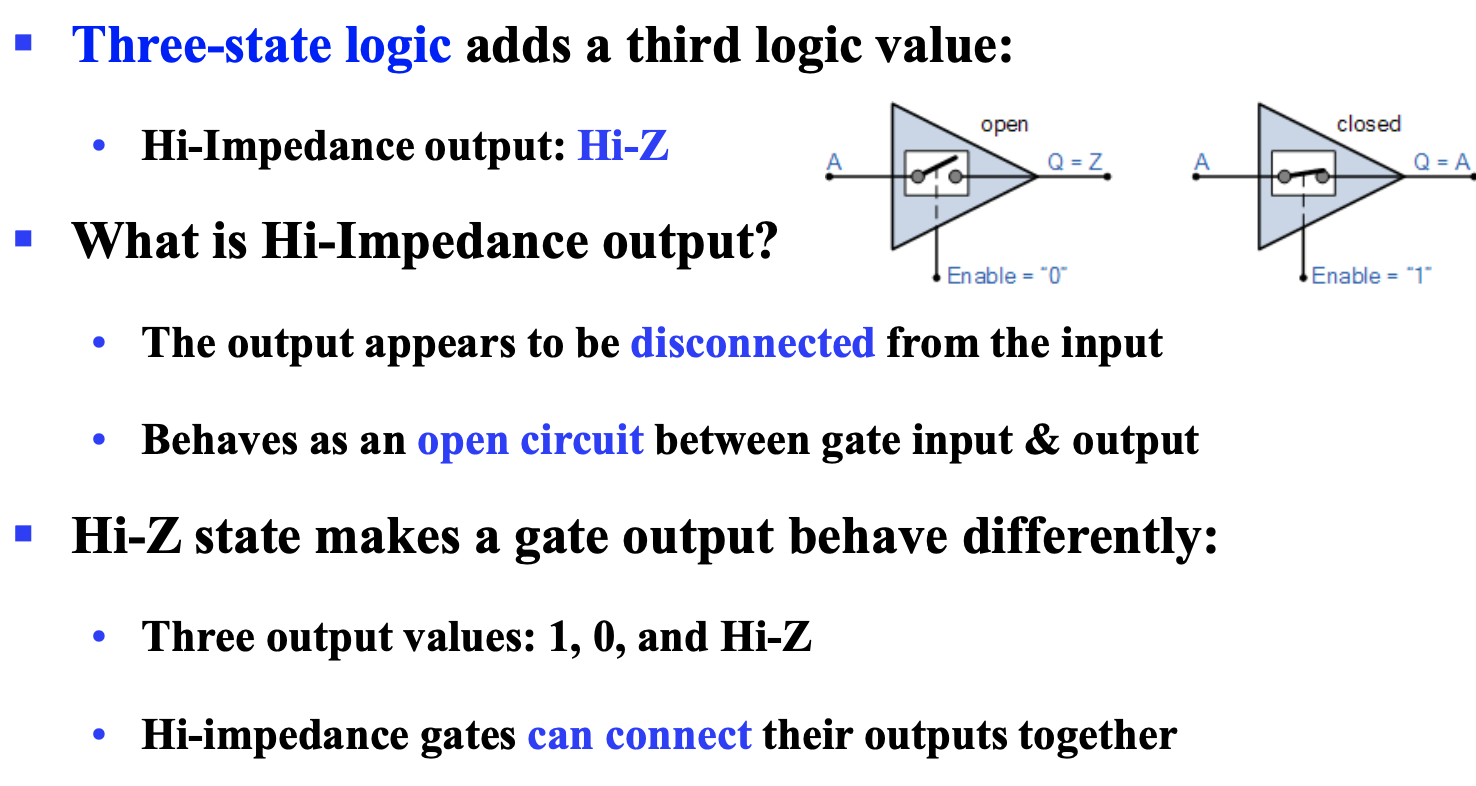 Three-state logic adds a third logic value:
Hi-Impedance output: Hi-Z
open
A
Q = Z
Enable = "0"
closed
A
Q = A
Enable = "1"
What is Hi-Impedance output?
The output appears to be disconnected from the input
Behaves as an open circuit between gate input & output
Hi-Z state makes a gate output behave differently:
Three output values: 1, 0, and Hi-Z
Hi-impedance gates can connect their outputs together